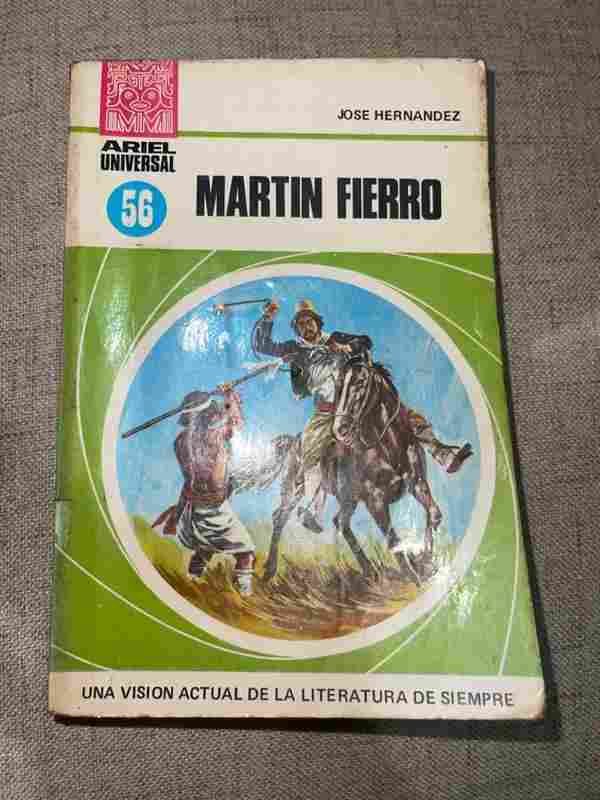 JOSE HERNANDEZ
ARIEL
UNIVERSAL
56
MARTIN FIERRO
UNA VISION ACTUAL DE LA LITERATURA DE SIEMPRE